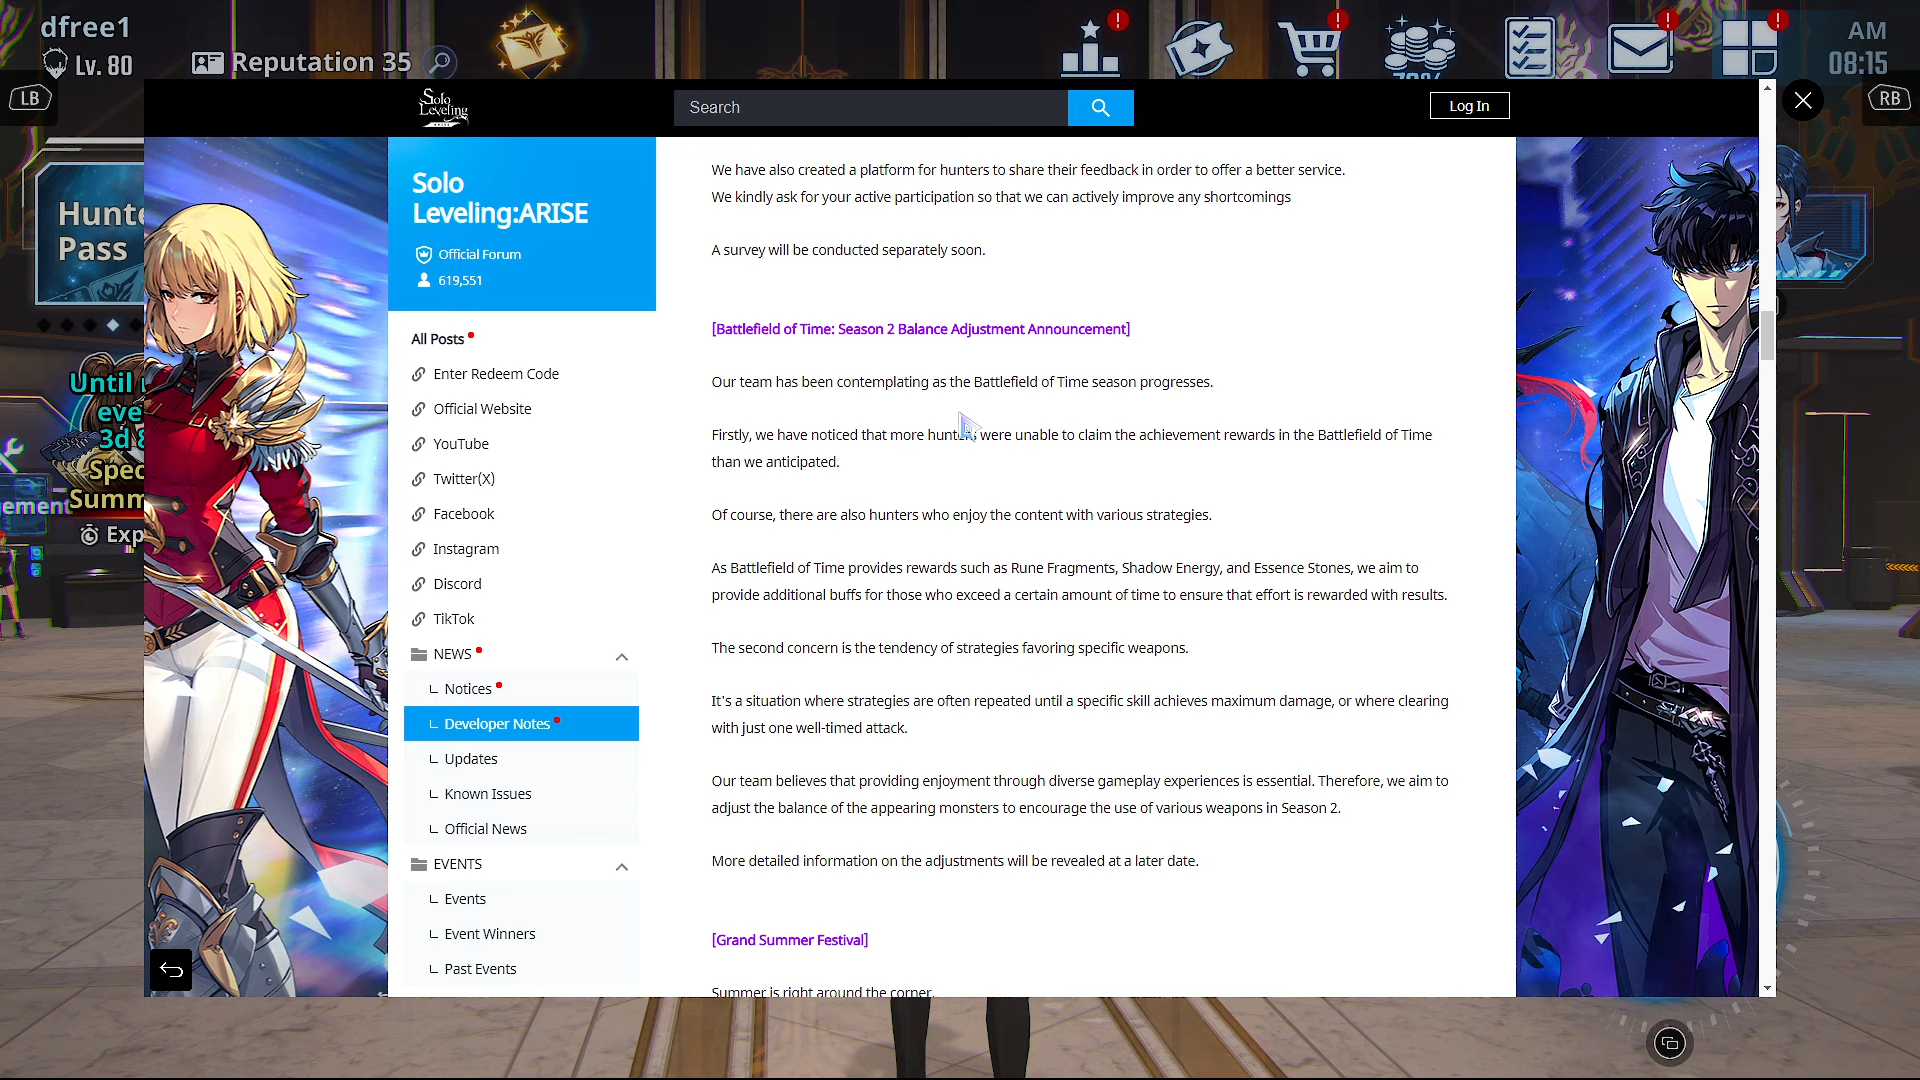 dfree1
Lv. 80
Reputation 35
AM
08:15
LB
RB
Solo
Leveling
ARISE
Search
Log In
Hunt
Pass
Until
eve
3d
Spec
Summ
ement
Exp
Solo
Leveling:ARISE
Official Forum
619,551
All Posts
Enter Redeem Code
Official Website
YouTube
Twitter(X)
Facebook
Instagram
Discord
TikTok
NEWS
Notices
Developer Notes
Updates
Known Issues
Official News
EVENTS
Events
Event Winners
Past Events
We have also created a platform for hunters to share their feedback in order to offer a better service.
We kindly ask for your active participation so that we can actively improve any shortcomings
A survey will be conducted separately soon.
[Battlefield of Time: Season 2 Balance Adjustment Announcement]
Our team has been contemplating as the Battlefield of Time season progresses.
Firstly, we have noticed that more hunters were unable to claim the achievement rewards in the Battlefield of Time
than we anticipated.
Of course, there are also hunters who enjoy the content with various strategies.
As Battlefield of Time provides rewards such as Rune Fragments, Shadow Energy, and Essence Stones, we aim to
provide additional buffs for those who exceed a certain amount of time to ensure that effort is rewarded with results.
The second concern is the tendency of strategies favoring specific weapons.
It's a situation where strategies are often repeated until a specific skill achieves maximum damage, or where clearing
with just one well-timed attack.
Our team believes that providing enjoyment through diverse gameplay experiences is essential. Therefore, we aim to
adjust the balance of the appearing monsters to encourage the use of various weapons in Season 2.
More detailed information on the adjustments will be revealed at a later date.
[Grand Summer Festival]
Summer is right around the corner.